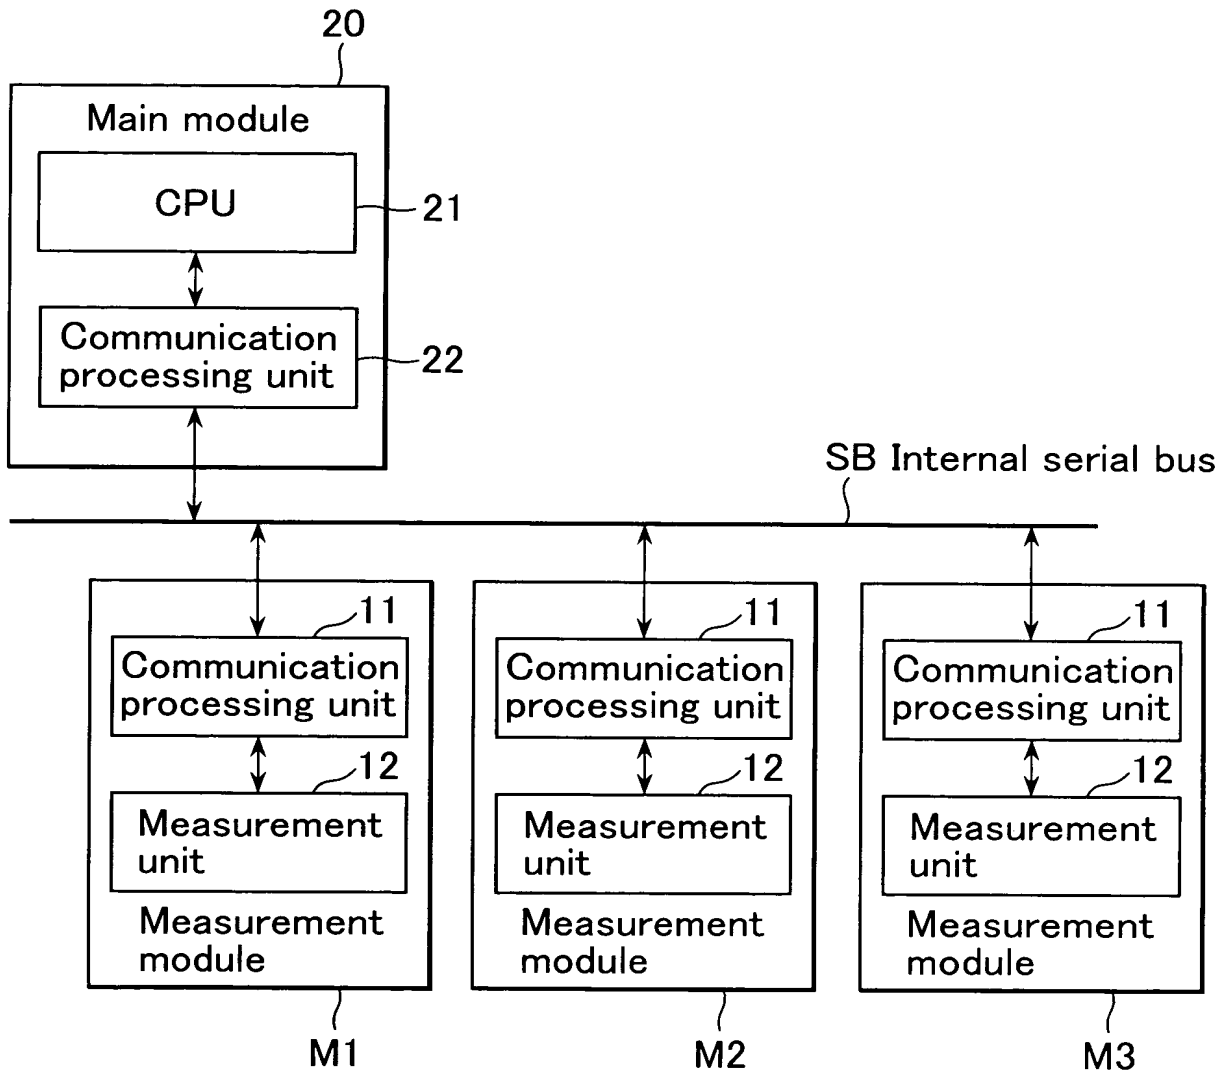 20
Main module
CPU
21
Communication
processing unit
22
SB Internal serial bus
11
Communication
processing unit
12
Measurement
unit
Measurement
module
M1
11
Communication
processing unit
12
Measurement
unit
Measurement
module
M2
11
Communication
processing unit
12
Measurement
unit
Measurement
module
M3